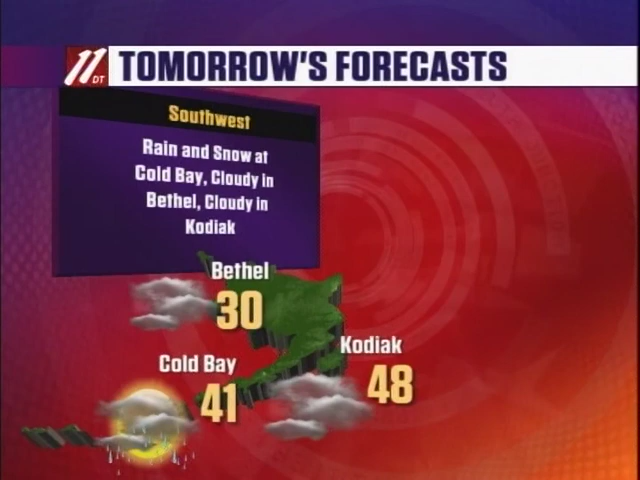 11 DT TOMORROW'S FORECASTS
Southwest
Rain and Snow at
Cold Bay, Cloudy in
Bethel, Cloudy in
Kodiak
Bethel
30
Kodiak
48
Cold Bay
41